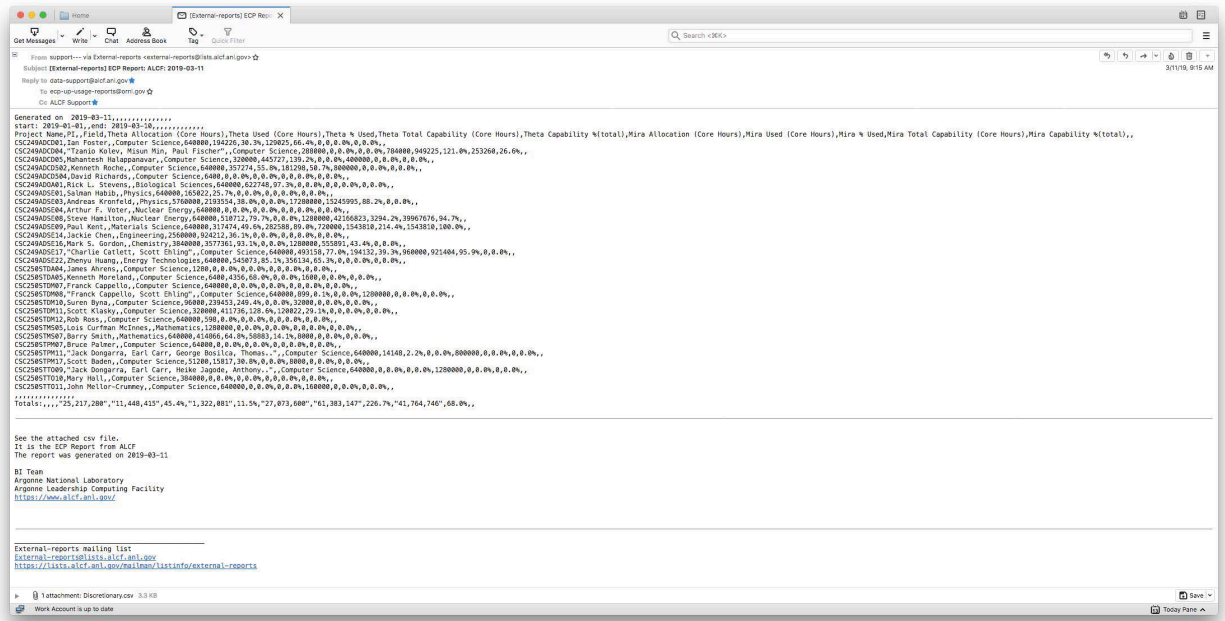 Home
[External-reports] ECP Repo
Get Messages
Write
Chat
Address Book
Tag
Quick Filter
Search <⌘K>
From support--- via External-reports <external-reports@lists.alcf.anl.gov>
Subject [External-reports] ECP Report: ALCF: 2019-03-11
3/11/19, 9:15 AM
Reply to data-support@alcf.anl.gov
To ecp-up-usage-reports@ornl.gov
Cc ALCF Support
Generated on 2019-03-11,,,,,,,,,,,,,,
start: 2019-01-01,,end: 2019-03-10,,,,,,,,,,,,
Project Name,PI,,Field,Theta Allocation (Core Hours),Theta Used (Core Hours),Theta % Used,Theta Total Capability (Core Hours),Theta Capability %(total),Mira Allocation (Core Hours),Mira Used (Core Hours),Mira % Used,Mira Total Capability (Core Hours),Mira Capability %(total),,
CSC249ADCD01,Ian Foster,,Computer Science,640000,194226,30.3%,129025,66.4%,0,0,0.0%,0,0.0%,,
CSC249ADCD04,"Tzanio Kolev, Misun Min, Paul Fischer",,Computer Science,288000,0,0.0%,0,0.0%,784000,949225,121.0%,253260,26.6%,,
CSC249ADCD05,Mahantesh Halappanavar,,Computer Science,320000,445727,139.2%,0,0.0%,400000,0,0.0%,0,0.0%,,
CSC249ADCD502,Kenneth Roche,,Computer Science,640000,357274,55.8%,181298,50.7%,800000,0,0.0%,0,0.0%,,
CSC249ADCD504,David Richards,,Computer Science,6400,0,0.0%,0,0.0%,0,0,0.0%,0,0.0%,,
CSC249ADOA01,Rick L. Stevens,,Biological Sciences,640000,622748,97.3%,0,0.0%,0,0,0.0%,0,0.0%,,
CSC249ADSE01,Salman Habib,,Physics,640000,165022,25.7%,0,0.0%,0,0,0.0%,0,0.0%,,
CSC249ADSE03,Andreas Kronfeld,,Physics,5760000,2193554,38.0%,0,0.0%,17280000,15245995,88.2%,0,0.0%,,
CSC249ADSE04,Arthur F. Voter,,Nuclear Energy,640000,0,0.0%,0,0.0%,0,0,0.0%,0,0.0%,,
CSC249ADSE08,Steve Hamilton,,Nuclear Energy,640000,510712,79.7%,0,0.0%,1280000,42166823,3294.2%,39967676,94.7%,,
CSC249ADSE09,Paul Kent,,Materials Science,640000,317474,49.6%,282588,89.0%,720000,1543810,214.4%,1543810,100.0%,,
CSC249ADSE14,Jackie Chen,,Engineering,2560000,924212,36.1%,0,0.0%,0,0,0.0%,0,0.0%,,
CSC249ADSE16,Mark S. Gordon,,Chemistry,3840000,3577361,93.1%,0,0.0%,1280000,555891,43.4%,0,0.0%,,
CSC249ADSE17,"Charlie Catlett, Scott Ehling",,Computer Science,640000,493158,77.0%,194132,39.3%,960000,921404,95.9%,0,0.0%,,
CSC249ADSE22,Zhenyu Huang,,Energy Technologies,640000,545073,85.1%,356134,65.3%,0,0,0.0%,0,0.0%,,
CSC250STDA04,James Ahrens,,Computer Science,1280,0,0.0%,0,0.0%,0,0,0.0%,0,0.0%,,
CSC250STDA05,Kenneth Moreland,,Computer Science,6400,4356,68.0%,0,0.0%,1600,0,0.0%,0,0.0%,,
CSC250STDM07,Franck Cappello,,Computer Science,640000,0,0.0%,0,0.0%,0,0,0.0%,0,0.0%,,
CSC250STDM08,"Franck Cappello, Scott Ehling",,Computer Science,640000,899,0.1%,0,0.0%,1280000,0,0.0%,0,0.0%,,
CSC250STDM10,Suren Byna,,Computer Science,96000,239453,249.4%,0,0.0%,32000,0,0.0%,0,0.0%,,
CSC250STDM11,Scott Klasky,,Computer Science,320000,411736,128.6%,120022,29.1%,0,0,0.0%,0,0.0%,,
CSC250STDM12,Rob Ross,,Computer Science,640000,598,0.0%,0,0.0%,0,0,0.0%,0,0.0%,,
CSC250STMS05,Lois Curfman McInnes,,Mathematics,1280000,0,0.0%,0,0.0%,0,0,0.0%,0,0.0%,,
CSC250STMS07,Barry Smith,,Mathematics,640000,414866,64.8%,58883,14.1%,8000,0,0.0%,0,0.0%,,
CSC250STPM07,Bruce Palmer,,Computer Science,64000,0,0.0%,0,0.0%,0,0,0.0%,0,0.0%,,
CSC250STPM11,"Jack Dongarra, Earl Carr, George Bosilca, Thomas..",,Computer Science,640000,14148,2.2%,0,0.0%,800000,0,0.0%,0,0.0%,,
CSC250STPM17,Scott Baden,,Computer Science,51200,15817,30.8%,0,0.0%,8000,0,0.0%,0,0.0%,,
CSC250STTO09,"Jack Dongarra, Earl Carr, Heike Jagode, Anthony..",,Computer Science,640000,0,0.0%,0,0.0%,1280000,0,0.0%,0,0.0%,,
CSC250STTO10,Mary Hall,,Computer Science,384000,0,0.0%,0,0.0%,0,0,0.0%,0,0.0%,,
CSC250STTO11,John Mellor-Crummey,,Computer Science,640000,0,0.0%,0,0.0%,160000,0,0.0%,0,0.0%,,
,,,,,,,,,,,,,,,
Totals:,,,,"25,217,280","11,448,415",45.4%,"1,322,081",11.5%,"27,073,600","61,383,147",226.7%,"41,764,746",68.0%,,
See the attached csv file.
It is the ECP Report from ALCF
The report was generated on 2019-03-11
BI Team
Argonne National Laboratory
Argonne Leadership Computing Facility
https://www.alcf.anl.gov/
External-reports mailing list
External-reports@lists.alcf.anl.gov
https://lists.alcf.anl.gov/mailman/listinfo/external-reports
1 attachment: Discretionary.csv 3.3 KB
Save
Work Account is up to date
Today Pane